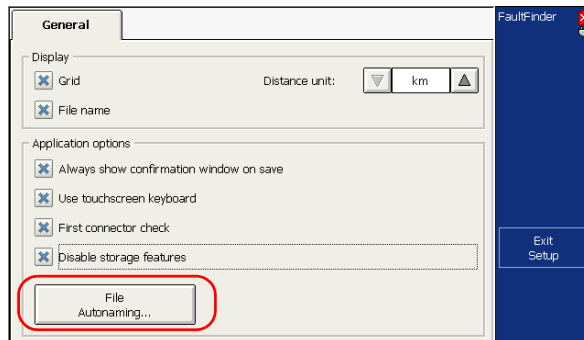 General
FaultFinder
Display
Grid
Distance unit:
km
File name
Application options
Always show confirmation window on save
Use touchscreen keyboard
First connector check
Disable storage features
File
Autonaming...
Exit
Setup